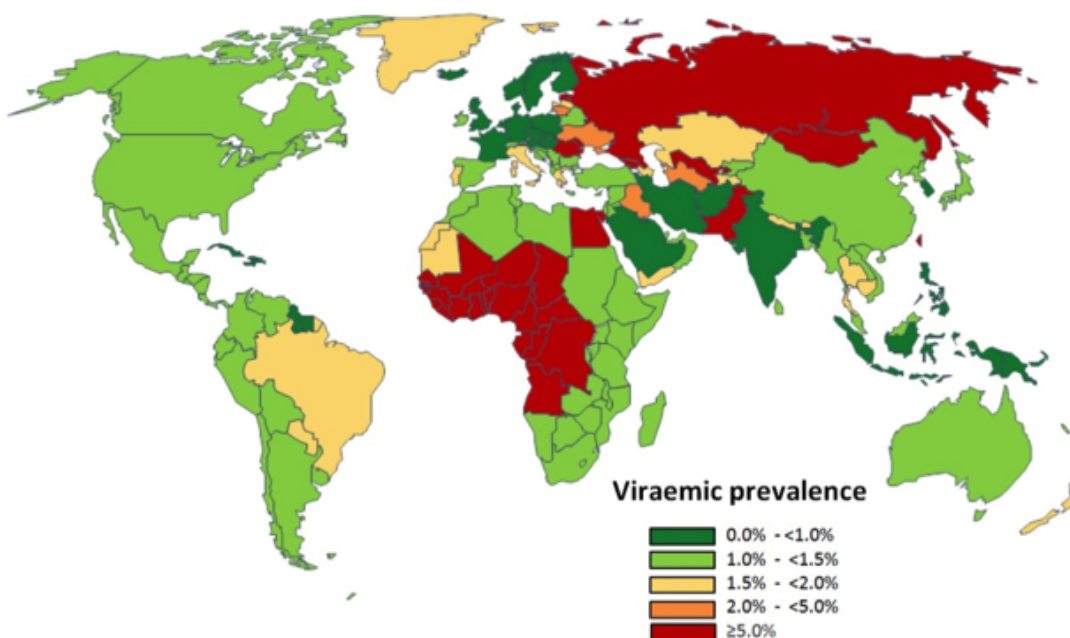 Viraemic prevalence
0.0% - <1.0%
1.0% - <1.5%
1.5% - <2.0%
2.0% - <5.0%
≥5.0%